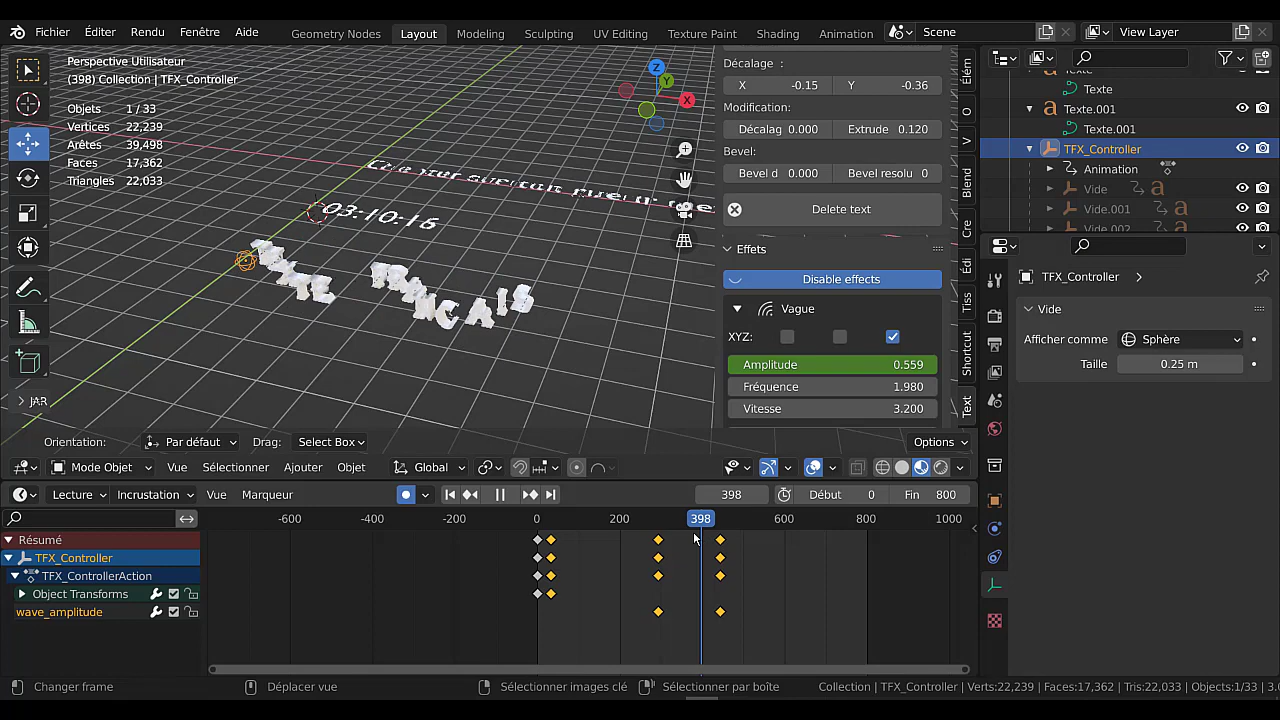 Fichier Éditer Rendu Fenêtre Aide Geometry Nodes Layout Modeling Sculpting UV Editing Texture Paint Shading Animation Scene View Layer
Perspective Utilisateur
(398) Collection | TFX_Controller
Objets 1 / 33
Vertices 22,239
Arêtes 39,498
Faces 17,362
Triangles 22,033
03:10:16
Z
Y
X
JAR
Décalage :
X -0.15 Y -0.36
Modification:
Décalag 0.000 Extrude 0.120
Bevel:
Bevel d 0.000 Bevel resolu 0
Delete text
Effets
Disable effects
Vague
XYZ:
Amplitude 0.559
Fréquence 1.980
Vitesse 3.200
Élém
O
V
Blend
Cre
Édi
Tiss
Shortcut
Text
Texte
Texte
Texte.001
Texte.001
TFX_Controller
Animation
Vide
Vide.001
Vide.002
TFX_Controller
Vide
Afficher comme Sphère
Taille 0.25 m
Orientation: Par défaut Drag: Select Box Options
Mode Objet Vue Sélectionner Ajouter Objet Global
Lecture Incrustation Vue Marqueur 398 Début 0 Fin 800
-600 -400 -200 0 200 398 600 800 1000
Résumé
TFX_Controller
TFX_ControllerAction
Object Transforms
wave_amplitude
Changer frame Déplacer vue Sélectionner images clé Sélectionner par boîte Collection | TFX_Controller | Verts:22,239 | Faces:17,362 | Tris:22,033 | Objects:1/33 | 3.0